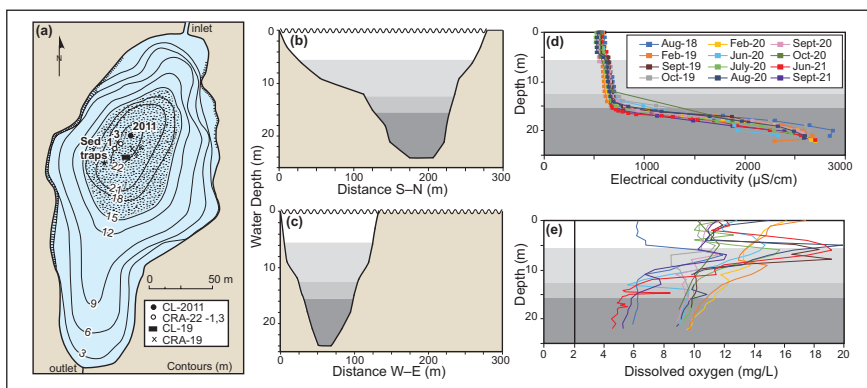 (a)
inlet
N
3
2011
Sed
1
traps
22
21
18
15
12
9
6
3
0 50 m
CL-2011
CRA-22 -1,3
CL-19
CRA-19
Contours (m)
outlet
Water Depth (m)
(b)
0
10
20
0 100 200 300
Distance S–N (m)
(c)
0
10
20
0 100 200 300
Distance W–E (m)
(d)
Depth (m)
0
10
20
Aug-18 Feb-20 Sept-20
Feb-19 Jun-20 Oct-20
Sept-19 July-20 Jun-21
Oct-19 Aug-20 Sept-21
0 1000 2000 3000
Electrical conductivity (µS/cm)
(e)
Depth (m)
0
10
20
0 2 4 6 8 10 12 14 16 18 20
Dissolved oxygen (mg/L)